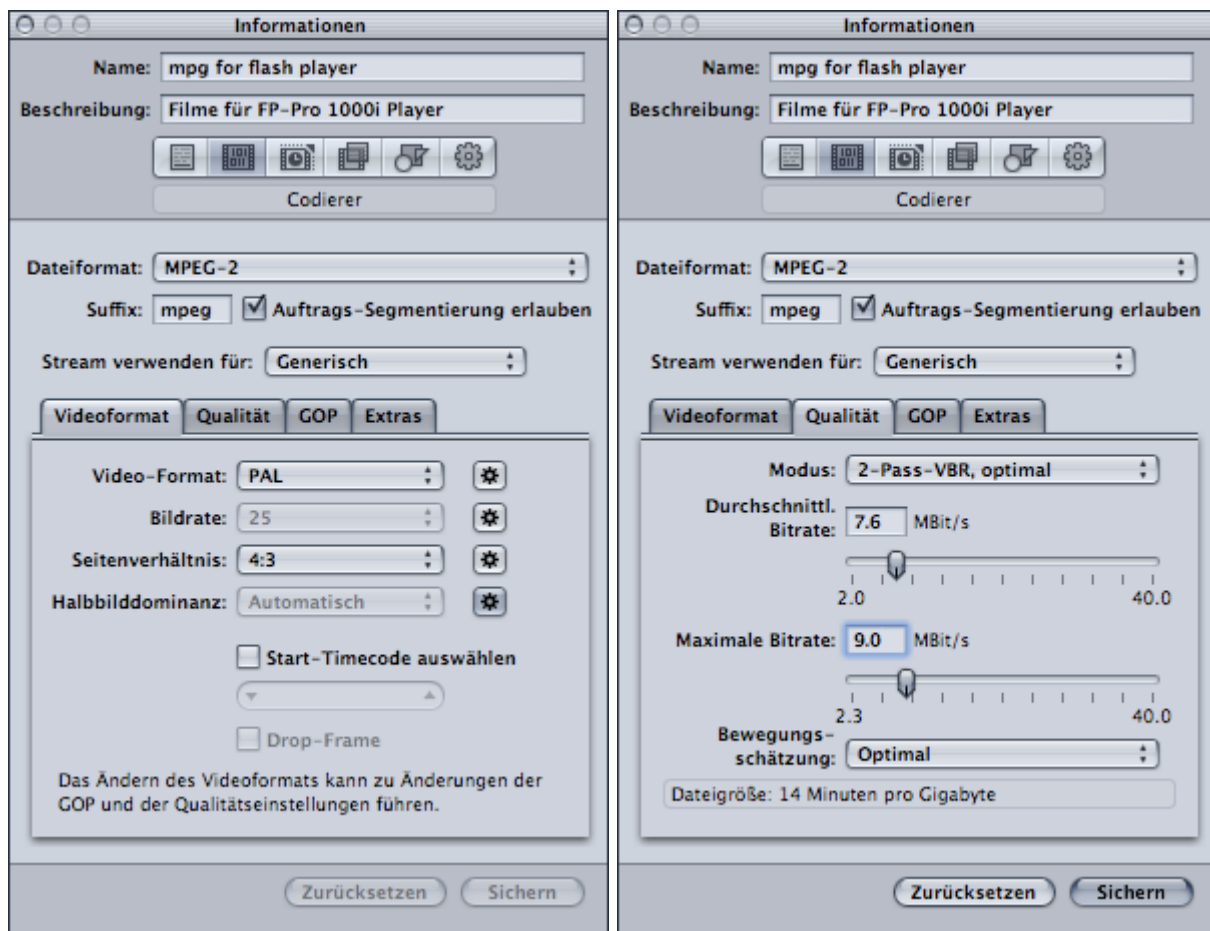 Informationen
Name: mpg for flash player
Beschreibung: Filme für FP-Pro 1000i Player
Codierer
Dateiformat: MPEG-2
Suffix: mpeg Auftrags-Segmentierung erlauben
Stream verwenden für: Generisch
Videoformat Qualität GOP Extras
Video-Format: PAL
Bildrate: 25
Seitenverhältnis: 4:3
Halbbilddominanz: Automatisch
Start-Timecode auswählen
Drop-Frame
Das Ändern des Videoformats kann zu Änderungen der
GOP und der Qualitätseinstellungen führen.
Zurücksetzen Sichern
Informationen
Name: mpg for flash player
Beschreibung: Filme für FP-Pro 1000i Player
Codierer
Dateiformat: MPEG-2
Suffix: mpeg Auftrags-Segmentierung erlauben
Stream verwenden für: Generisch
Videoformat Qualität GOP Extras
Modus: 2-Pass-VBR, optimal
Durchschnittl.
Bitrate: 7.6 MBit/s
2.0 40.0
Maximale Bitrate: 9.0 MBit/s
2.3 40.0
Bewegungs-
schätzung: Optimal
Dateigröße: 14 Minuten pro Gigabyte
Zurücksetzen Sichern